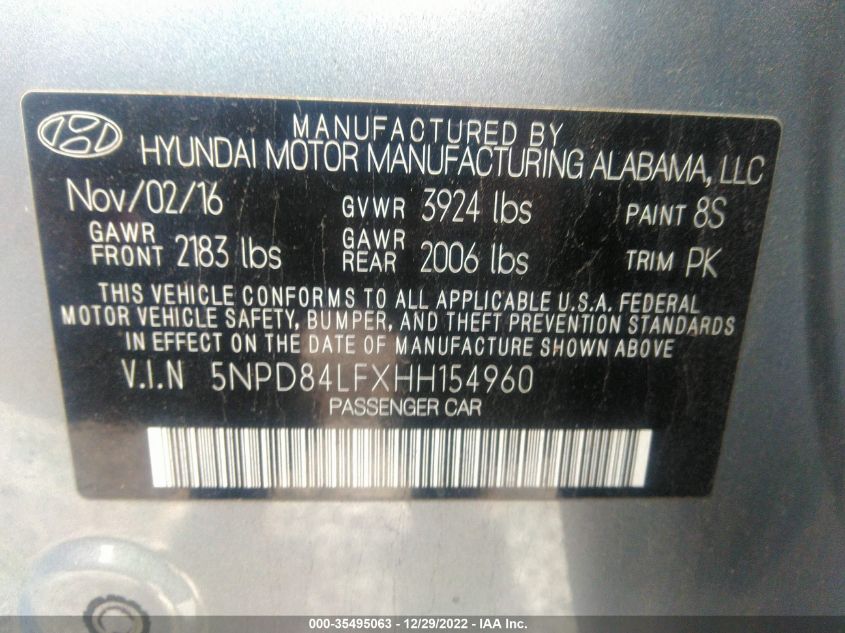 MANUFACTURED BY
HYUNDAI MOTOR MANUFACTURING ALABAMA, LLC
Nov/02/16 GVWR 3924 lbs PAINT 8S
GAWR FRONT 2183 lbs GAWR REAR 2006 lbs TRIM PK
THIS VEHICLE CONFORMS TO ALL APPLICABLE U.S.A. FEDERAL
MOTOR VEHICLE SAFETY, BUMPER, AND THEFT PREVENTION STANDARDS
IN EFFECT ON THE DATE OF MANUFACTURE SHOWN ABOVE.
V.I.N 5NPD84LFXHH154960
PASSENGER CAR
000-35495063 - 12/29/2022 - IAA Inc.